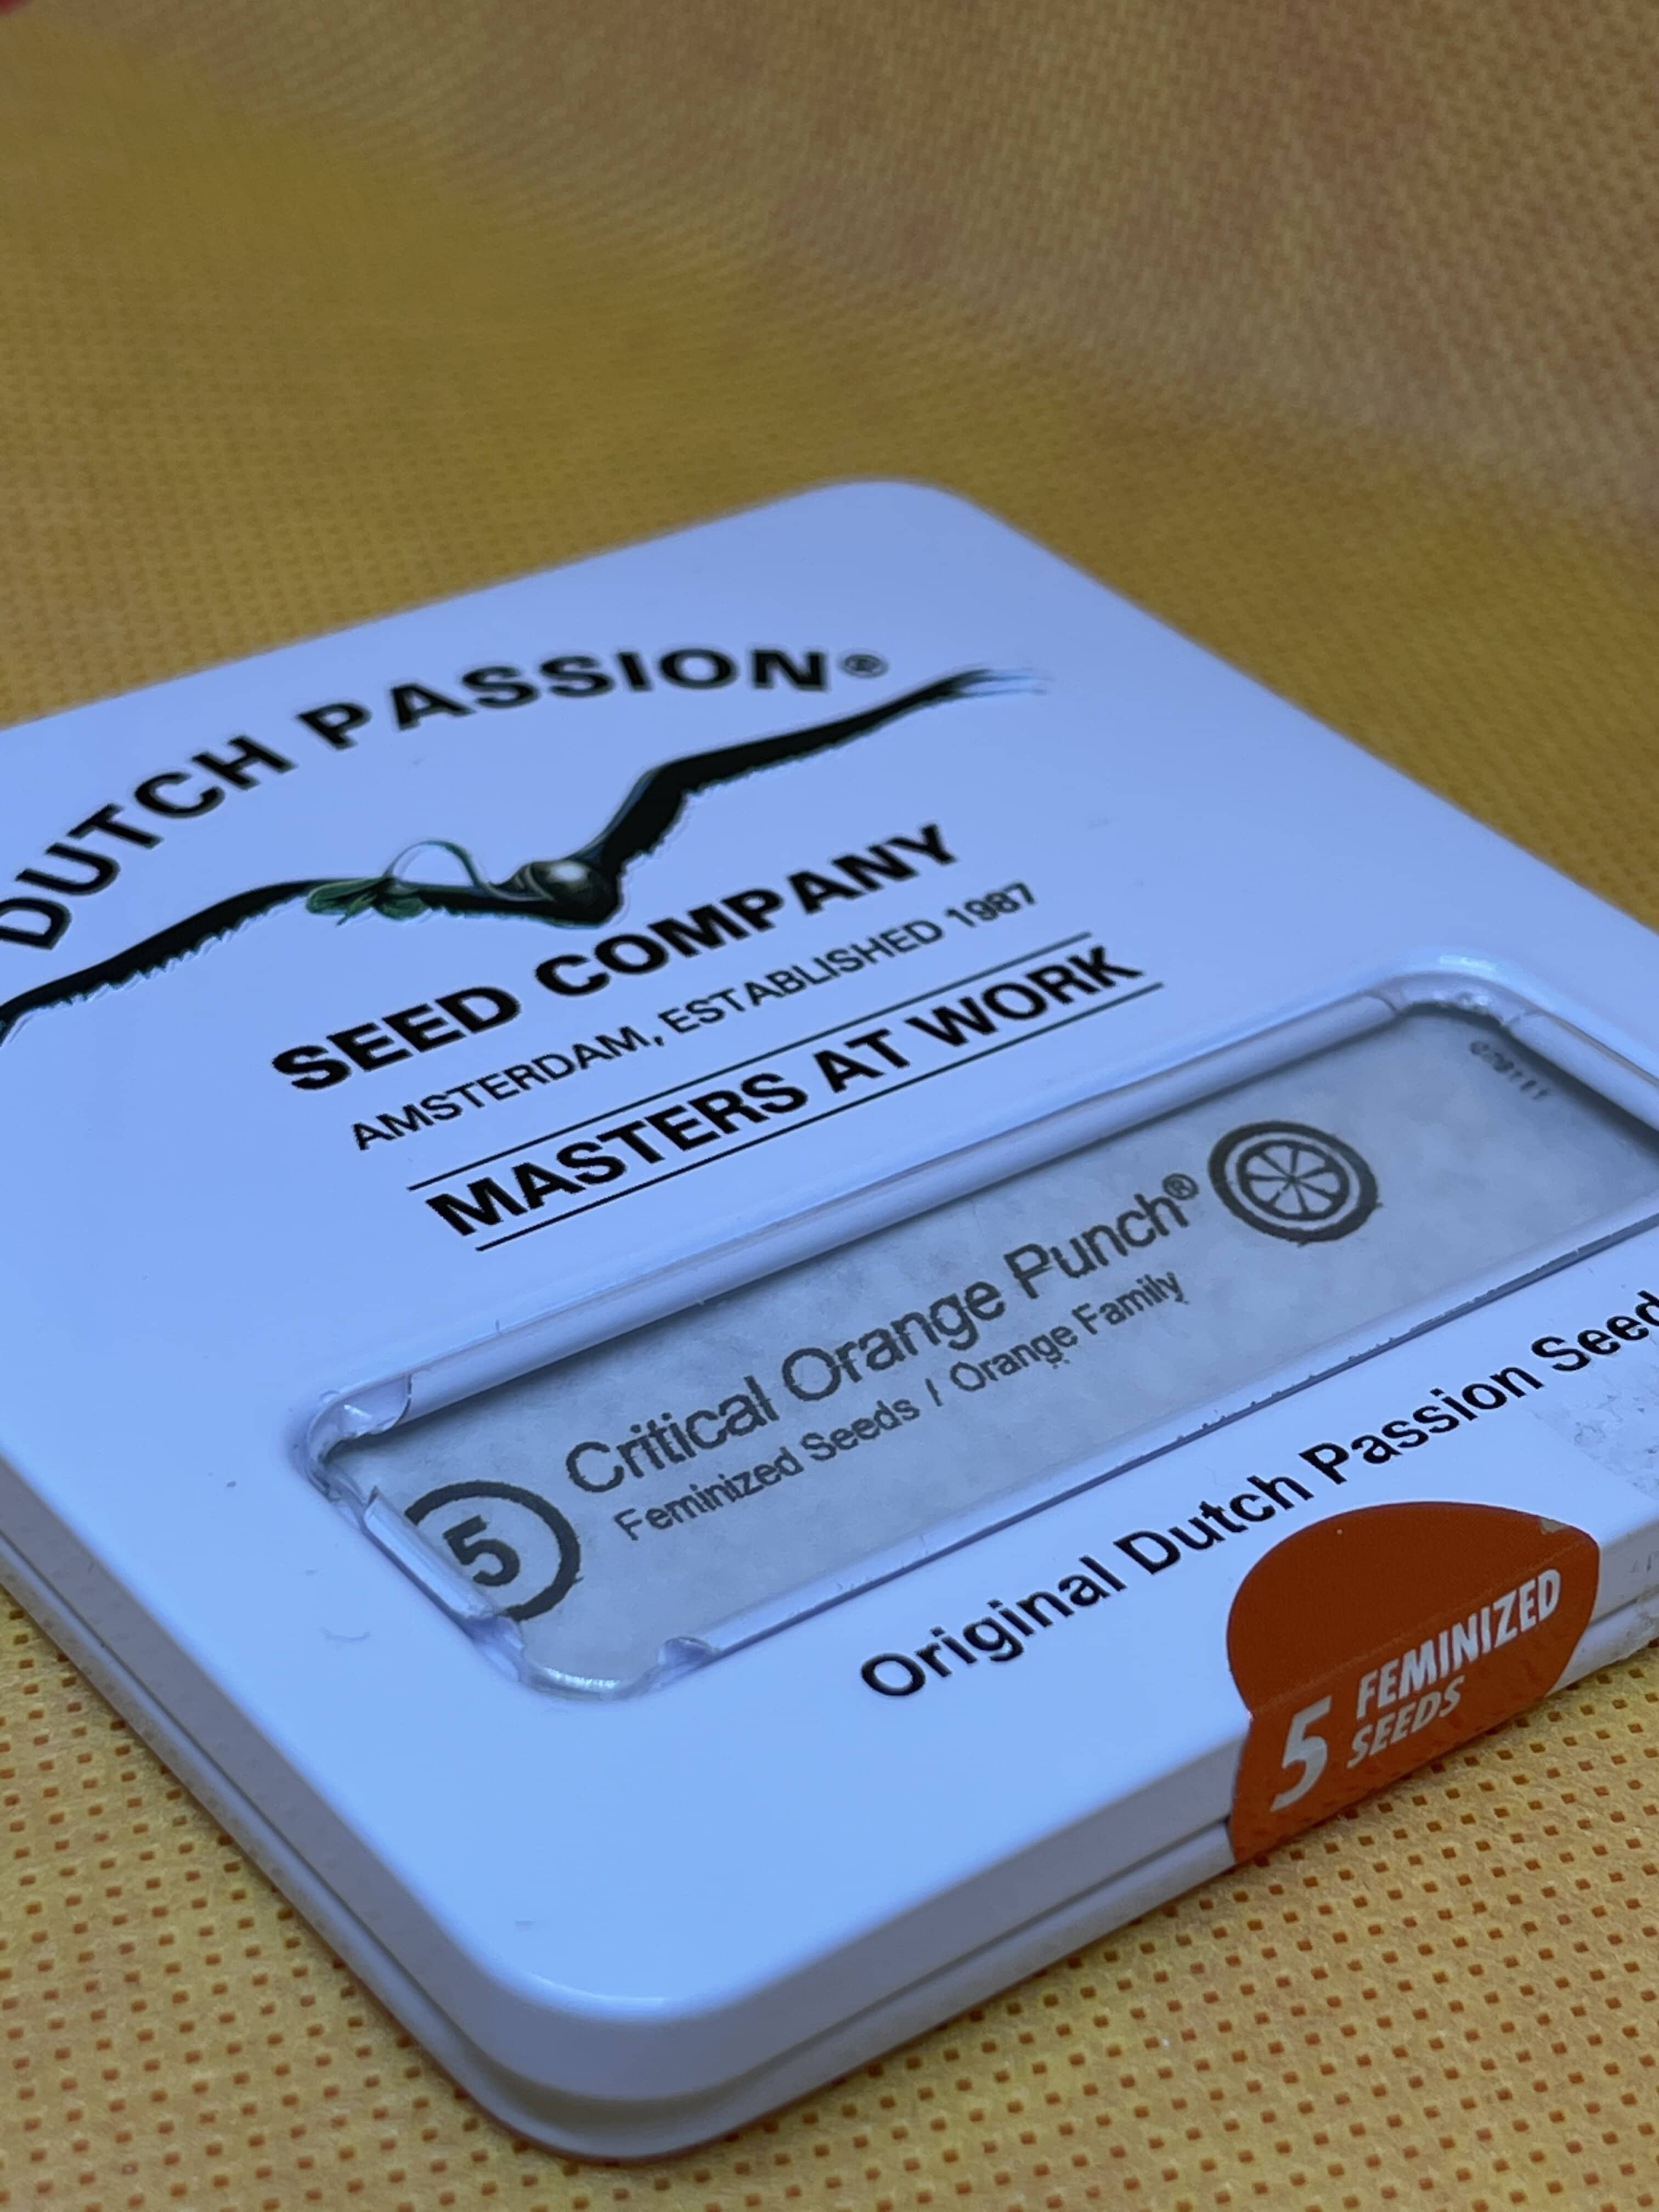 DUTCH PASSION®
SEED COMPANY
AMSTERDAM, ESTABLISHED 1987
MASTERS AT WORK
5
Critical Orange Punch®
Feminized Seeds / Orange Family
Original Dutch Passion Seed
5 FEMINIZED
SEEDS